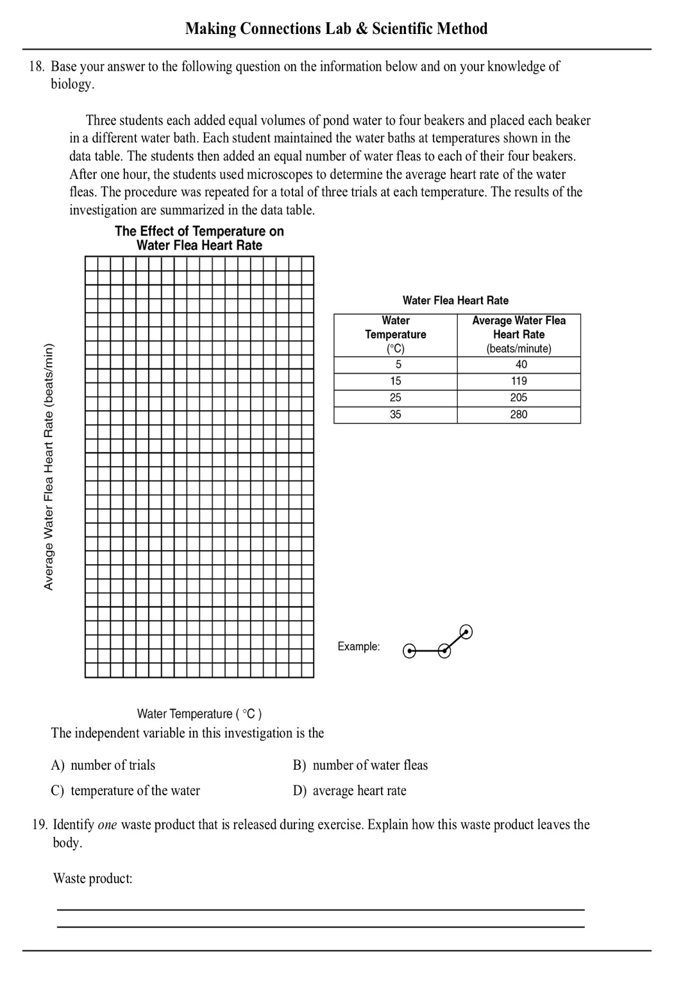 Making Connections Lab & Scientific Method
18. Base your answer to the following question on the information below and on your knowledge of
biology.
Three students each added equal volumes of pond water to four beakers and placed each beaker
in a different water bath. Each student maintained the water baths at temperatures shown in the
data table. The students then added an equal number of water fleas to each of their four beakers.
After one hour, the students used microscopes to determine the average heart rate of the water
fleas. The procedure was repeated for a total of three trials at each temperature. The results of the
investigation are summarized in the data table.
The Effect of Temperature on
Water Flea Heart Rate
Average Water Flea Heart Rate (beats/min)
Water Temperature ( °C )
Water Flea Heart Rate
Water Temperature (°C) Average Water Flea Heart Rate (beats/minute)
5 40
15 119
25 205
35 280
Example:
The independent variable in this investigation is the
A) number of trials B) number of water fleas
C) temperature of the water D) average heart rate
19. Identify one waste product that is released during exercise. Explain how this waste product leaves the
body.
Waste product: